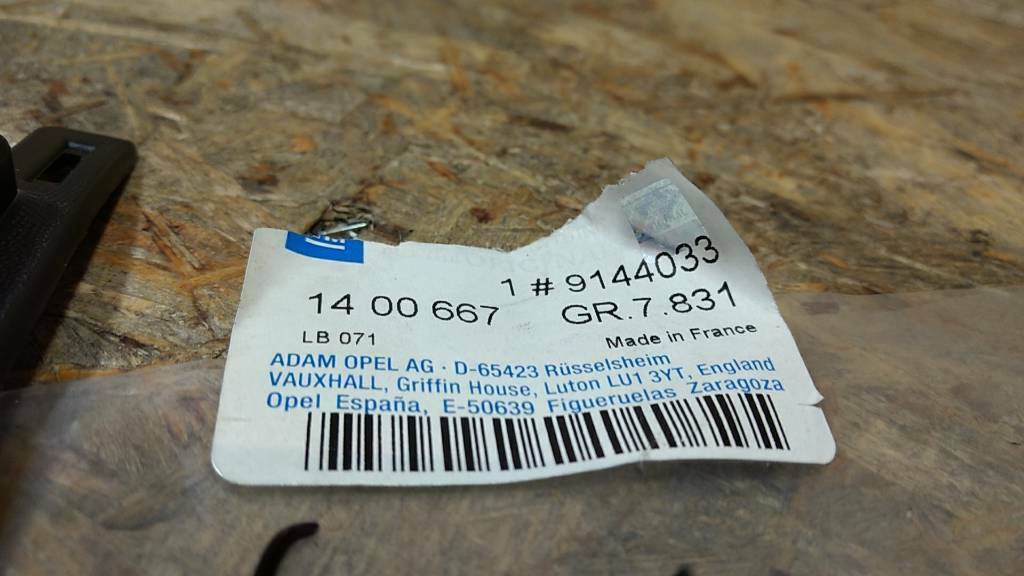 1 # 9144033
14 00 667 GR.7.831
LB 071 Made in France
ADAM OPEL AG · D-65423 Rüsselsheim
VAUXHALL, Griffin House, Luton LU1 3YT, England
Opel España, E-50639 Figueruelas Zaragoza